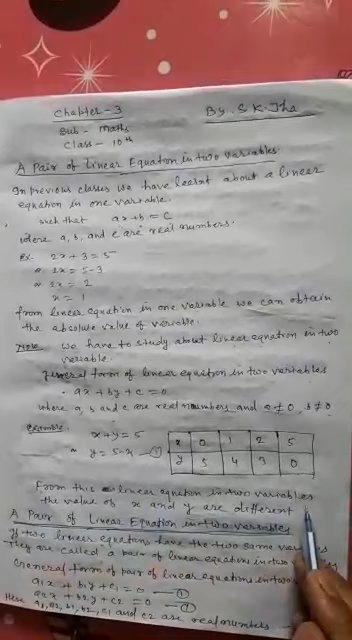 Chapter - 3 By. S. K. Jha
Sub - Maths
Class - 10th
A Pair of Linear Equation in two variables.
In previous classes we have learnt about a linear
equation in one variable.
such that ax+b = c
where a, b, and c are real numbers.
ex. 2x + 3 = 5
or 2x = 5-3
or 2x = 2
x = 1
from linear equation in one variable we can obtain
the absolute value of variable.
Note. We have to study about linear equation in two
variable.
General form of linear equation in two variables
ax + by + c = 0
where a, b and c are real numbers and a ≠ 0, b ≠ 0
Example x + y = 5
or y = 5-x - ①
x 0 1 2 5
y 5 4 3 0
From this linear equation in two variables
the value of x and y are different
A Pair of Linear Equation in two variables
If two linear equations have the two same
They are called a pair of linear equation in two
General form of pair of linear equations in two
a1x + b1y + c1 = 0 - ①
a2x + b2y + c2 = 0 - ②
Here a1, a2, b1, b2, c1 and c2 are real numbers